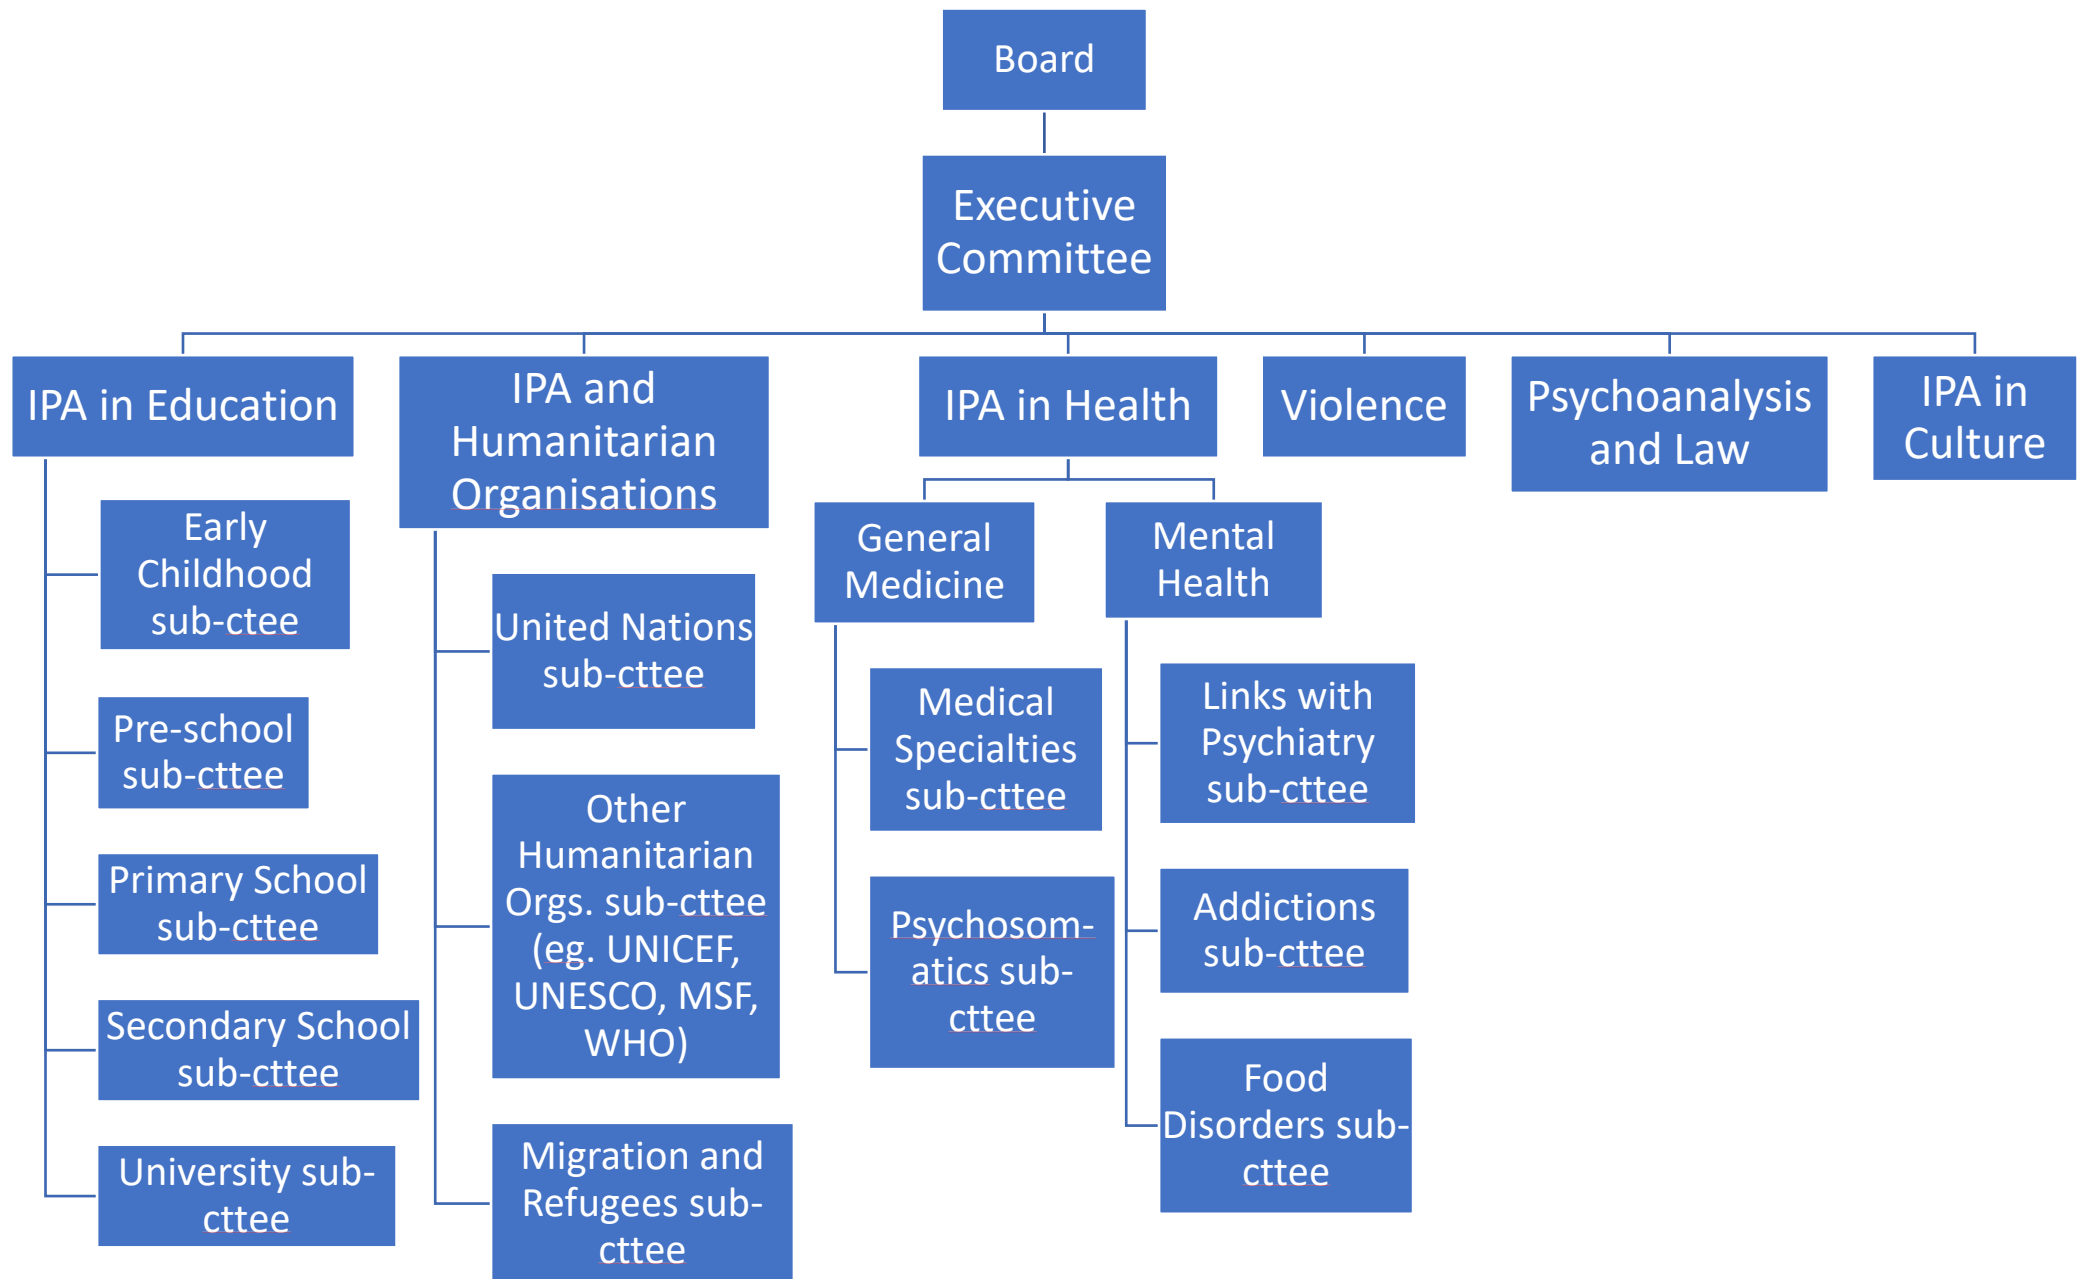 Board
Executive
Committee
IPA in Education
IPA and
Humanitarian
Organisations
IPA in Health
Violence
Psychoanalysis
and Law
IPA in
Culture
Early
Childhood
sub-ctee
Pre-school
sub-cttee
Primary School
sub-cttee
Secondary School
sub-cttee
University sub-
cttee
United Nations
sub-cttee
Other
Humanitarian
Orgs. sub-cttee
(eg. UNICEF,
UNESCO, MSF,
WHO)
Migration and
Refugees sub-
cttee
General
Medicine
Medical
Specialties
sub-cttee
Psychosom-
atics sub-
cttee
Mental
Health
Links with
Psychiatry
sub-cttee
Addictions
sub-cttee
Food
Disorders sub-
cttee